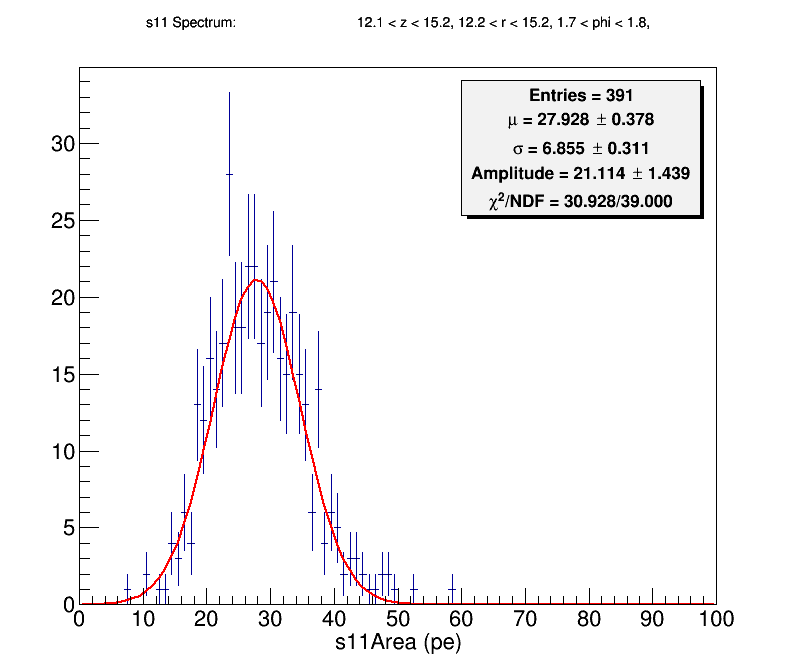 s11 Spectrum: 12.1 < z < 15.2, 12.2 < r < 15.2, 1.7 < phi < 1.8,
Entries = 391
μ = 27.928 ± 0.378
σ = 6.855 ± 0.311
Amplitude = 21.114 ± 1.439
χ²/NDF = 30.928/39.000
30
25
20
15
10
5
0
0 10 20 30 40 50 60 70 80 90 100
s11Area (pe)